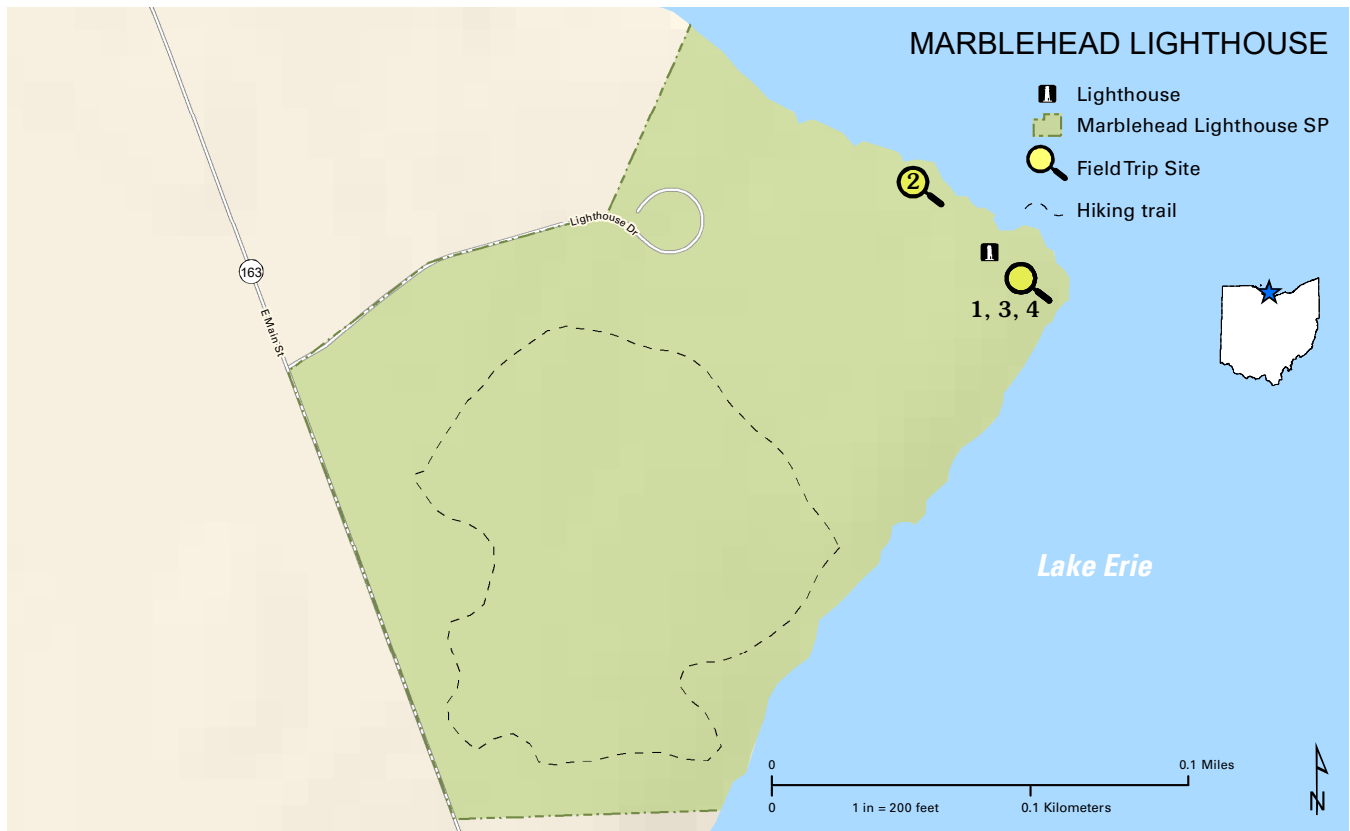 MARBLEHEAD LIGHTHOUSE
Lighthouse
Marblehead Lighthouse SP
Field Trip Site
Hiking trail
2
Lighthouse Dr
163
1, 3, 4
E Main St
Lake Erie
0 0.1 Miles
0 1 in = 200 feet 0.1 Kilometers
N